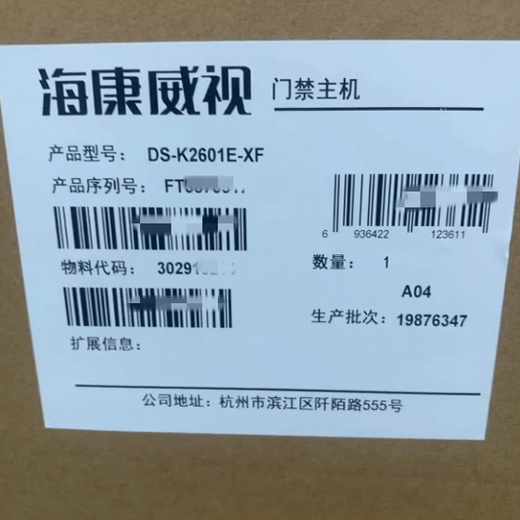 海康威视 门禁主机
产品型号： DS-K2601E-XF
产品序列号：
6 936422 123611
物料代码：
数量： 1
A04
生产批次：19876347
扩展信息：
公司地址：杭州市滨江区阡陌路555号